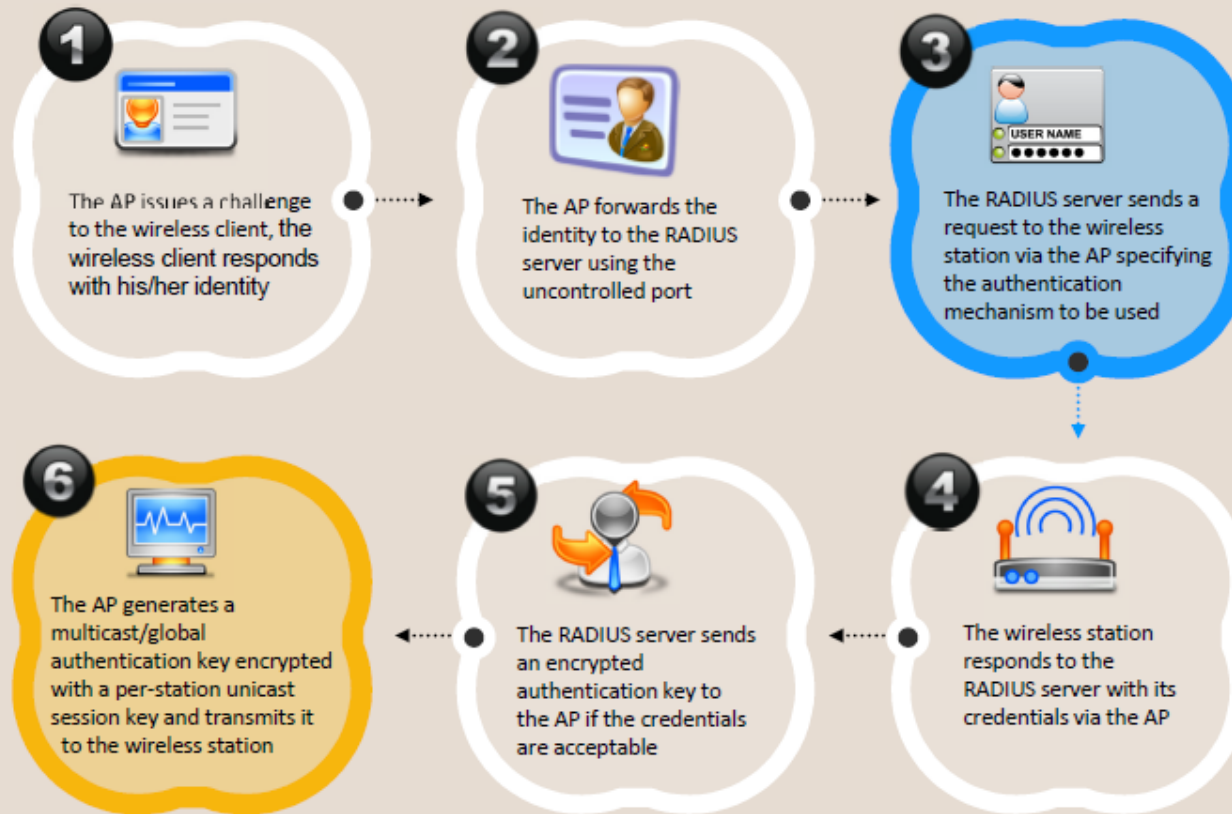 1
The AP issues a challenge
to the wireless client, the
wireless client responds
with his/her identity
2
The AP forwards the
identity to the RADIUS
server using the
uncontrolled port
3
USER NAME
The RADIUS server sends a
request to the wireless
station via the AP specifying
the authentication
mechanism to be used
4
The wireless station
responds to the
RADIUS server with its
credentials via the AP
5
The RADIUS server sends
an encrypted
authentication key to
the AP if the credentials
are acceptable
6
The AP generates a
multicast/global
authentication key encrypted
with a per-station unicast
session key and transmits it
to the wireless station